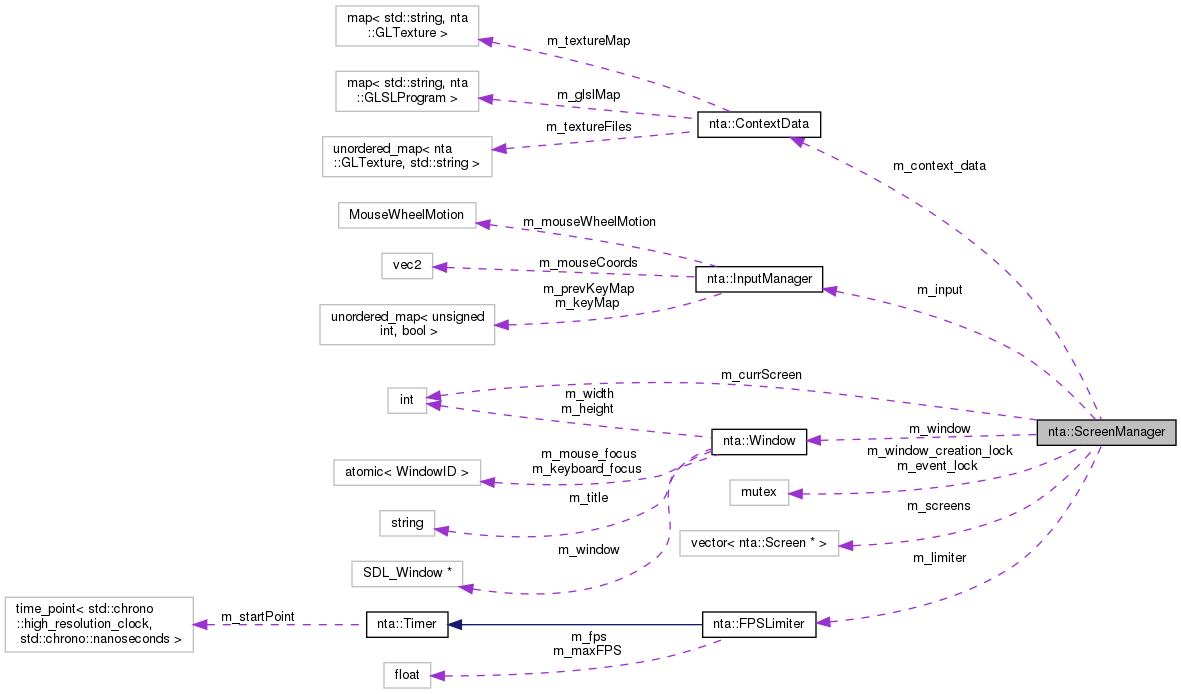 map< std::string, nta
::GLTexture >
m_textureMap
map< std::string, nta
::GLSLProgram >
m_glslMap
nta::ContextData
m_textureFiles
unordered_map< nta
::GLTexture, std::string >
m_context_data
MouseWheelMotion
m_mouseWheelMotion
vec2
m_mouseCoords
nta::InputManager
m_prevKeyMap
m_keyMap
m_input
unordered_map< unsigned
int, bool >
m_currScreen
int
m_width
m_height
nta::Window
m_window
nta::ScreenManager
m_window_creation_lock
m_event_lock
m_mouse_focus
m_keyboard_focus
atomic< WindowID >
mutex
m_title
string
m_screens
vector< nta::Screen * >
m_window
SDL_Window *
m_limiter
time_point< std::chrono
::high_resolution_clock,
std::chrono::nanoseconds >
m_startPoint
nta::Timer
nta::FPSLimiter
m_fps
m_maxFPS
float